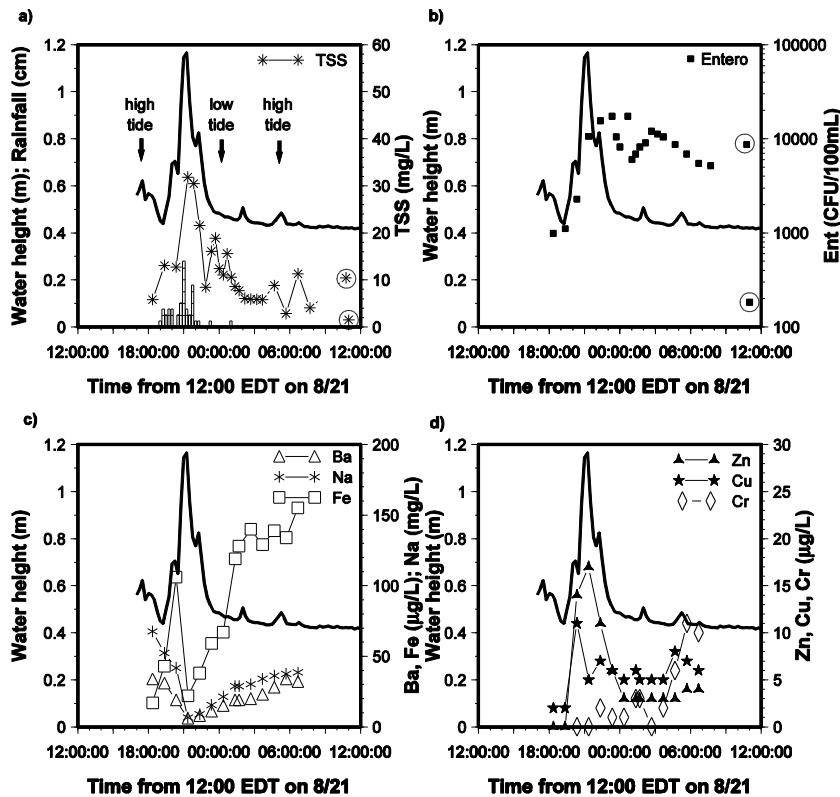 a)
1.2
1
0.8
0.6
0.4
0.2
0
Water height (m); Rainfall (cm)
60
50
40
30
20
10
0
TSS (mg/L)
TSS
high
tide
low
tide
high
tide
12:00:00 18:00:00 00:00:00 06:00:00 12:00:00
Time from 12:00 EDT on 8/21
b)
1.2
1
0.8
0.6
0.4
0.2
0
Water height (m)
100000
10000
1000
100
Ent (CFU/100mL)
Entero
12:00:00 18:00:00 00:00:00 06:00:00 12:00:00
Time from 12:00 EDT on 8/21
c)
1.2
1
0.8
0.6
0.4
0.2
0
Water height (m)
200
150
100
50
0
Ba, Fe (µg/L); Na (mg/L)
Ba
Na
Fe
12:00:00 18:00:00 00:00:00 06:00:00 12:00:00
Time from 12:00 EDT on 8/21
d)
1.2
1
0.8
0.6
0.4
0.2
0
Water height (m)
30
25
20
15
10
5
0
Zn, Cu, Cr (µg/L)
Zn
Cu
Cr
12:00:00 18:00:00 00:00:00 06:00:00 12:00:00
Time from 12:00 EDT on 8/21